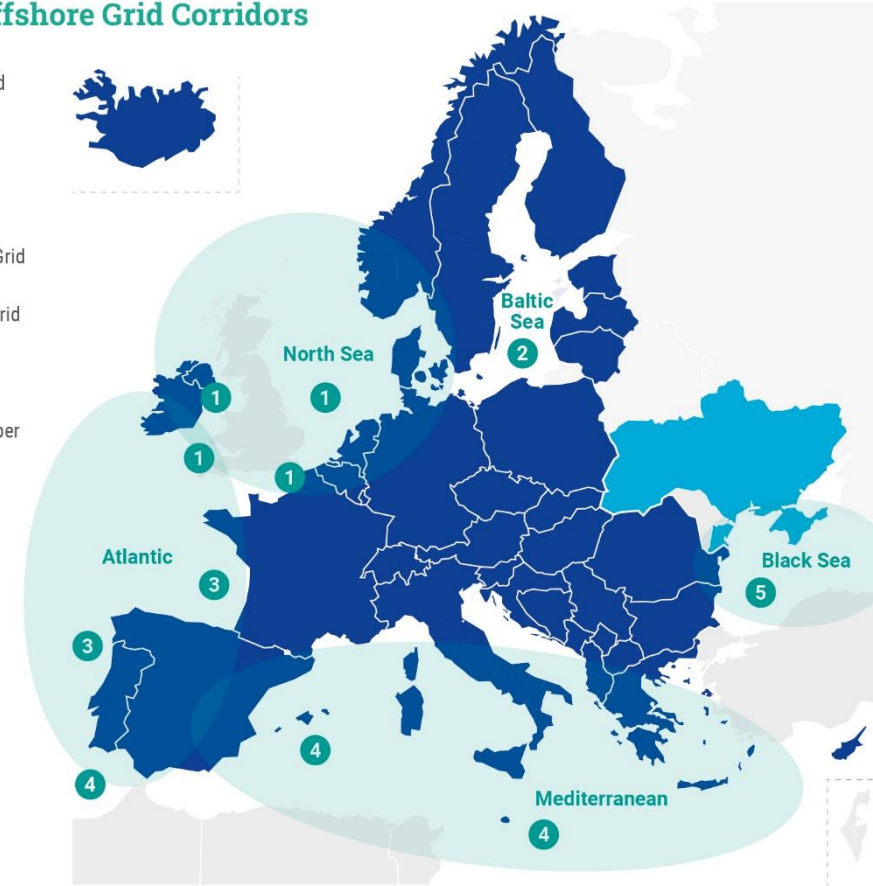 ffshore Grid Corridors
d
Grid
rid
ber
Baltic
Sea
2
North Sea
1
1
1
1
Atlantic
3
3
4
Black Sea
5
4
Mediterranean
4